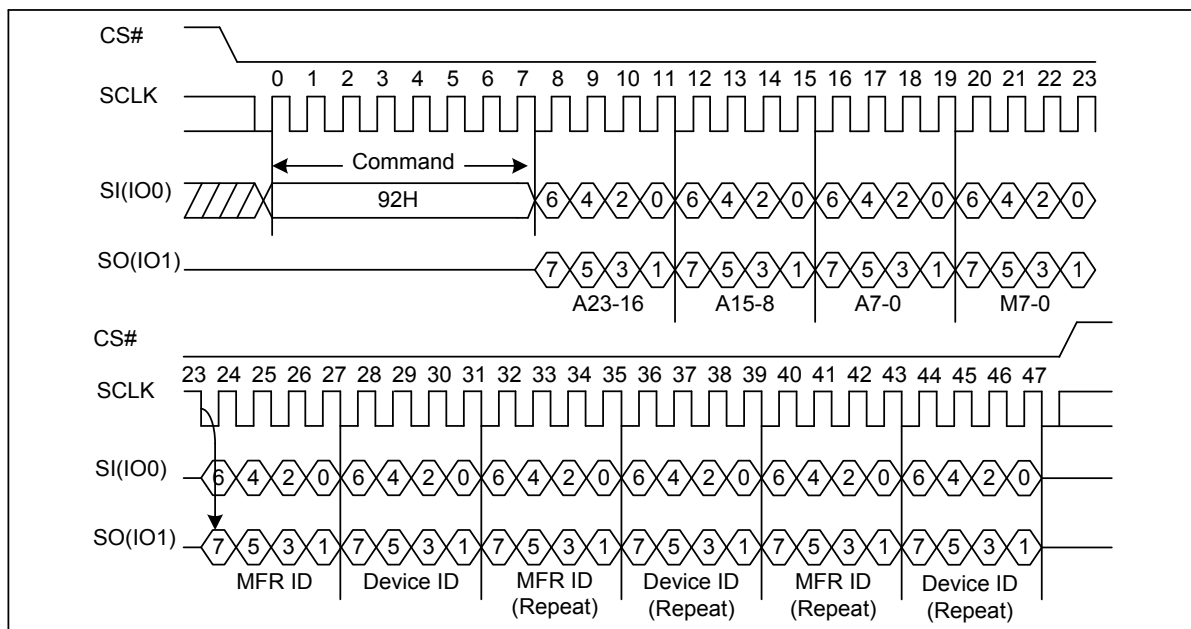 CS#
0 1 2 3 4 5 6 7 8 9 10 11 12 13 14 15 16 17 18 19 20 21 22 23
SCLK
Command
SI(IO0) 92H 6 4 2 0 6 4 2 0 6 4 2 0 6 4 2 0
SO(IO1) 7 5 3 1 7 5 3 1 7 5 3 1 7 5 3 1
A23-16 A15-8 A7-0 M7-0
CS#
23 24 25 26 27 28 29 30 31 32 33 34 35 36 37 38 39 40 41 42 43 44 45 46 47
SCLK
SI(IO0) 6 4 2 0 6 4 2 0 6 4 2 0 6 4 2 0 6 4 2 0 6 4 2 0
SO(IO1) 7 5 3 1 7 5 3 1 7 5 3 1 7 5 3 1 7 5 3 1 7 5 3 1
MFR ID Device ID MFR ID Device ID MFR ID Device ID
(Repeat) (Repeat) (Repeat) (Repeat)